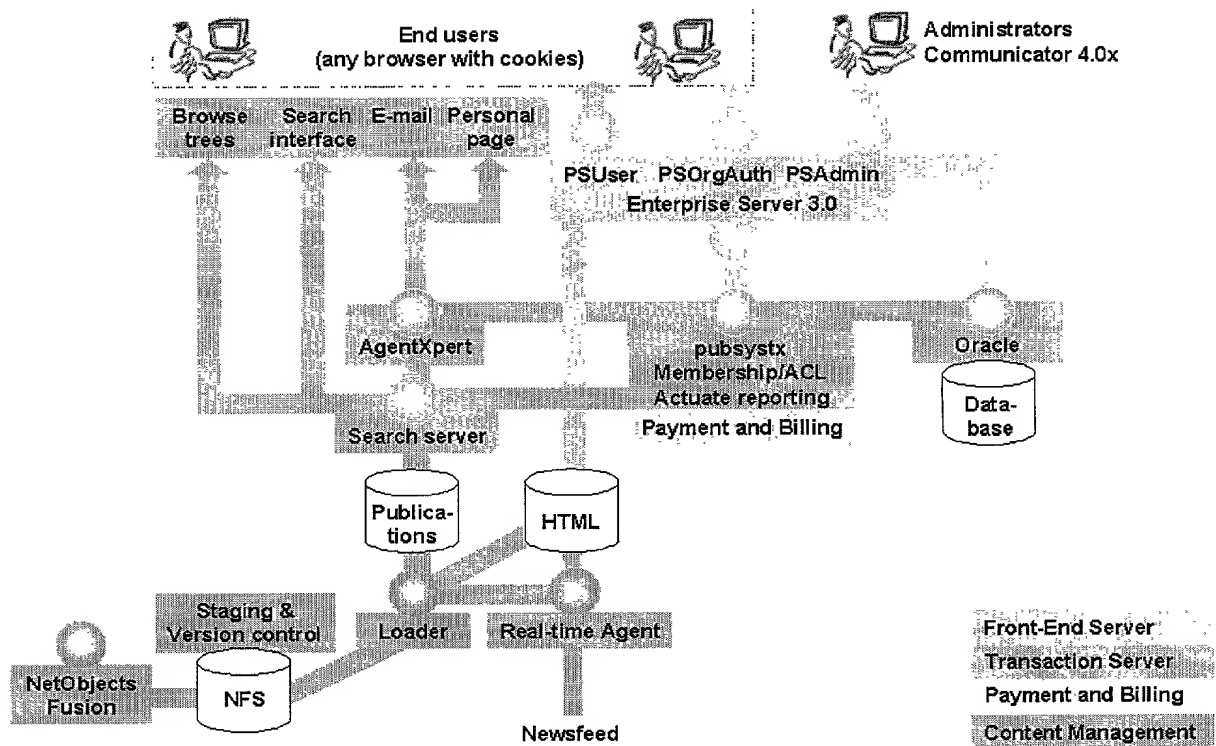 End users
(any browser with cookies)
Administrators
Communicator 4.0x
Browse
trees
Search
interface
E-mail
Personal
page
PSUser
PSOrgAuth
PSAdmin
Enterprise Server 3.0
AgentXpert
pubsystx
Membership/ACL
Actuate reporting
Payment and Billing
Oracle
Data-
base
Search server
Publica-
tions
HTML
Staging &
Version control
Loader
Real-time Agent
NetObjects
Fusion
NFS
Newsfeed
Front-End Server
Transaction Server
Payment and Billing
Content Management